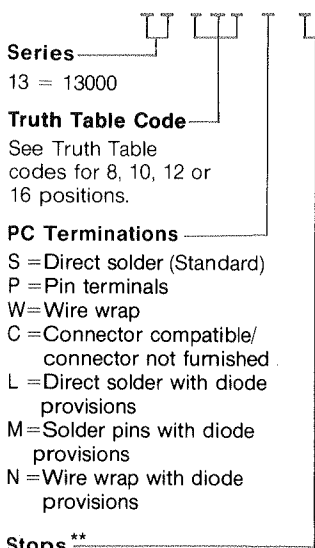 Series
13 = 13000
Truth Table Code
See Truth Table
codes for 8, 10, 12 or
16 positions.
PC Terminations
S = Direct solder (Standard)
P = Pin terminals
W = Wire wrap
C = Connector compatible/
connector not furnished
L = Direct solder with diode
provisions
M = Solder pins with diode
provisions
N = Wire wrap with diode
provisions
Stops**